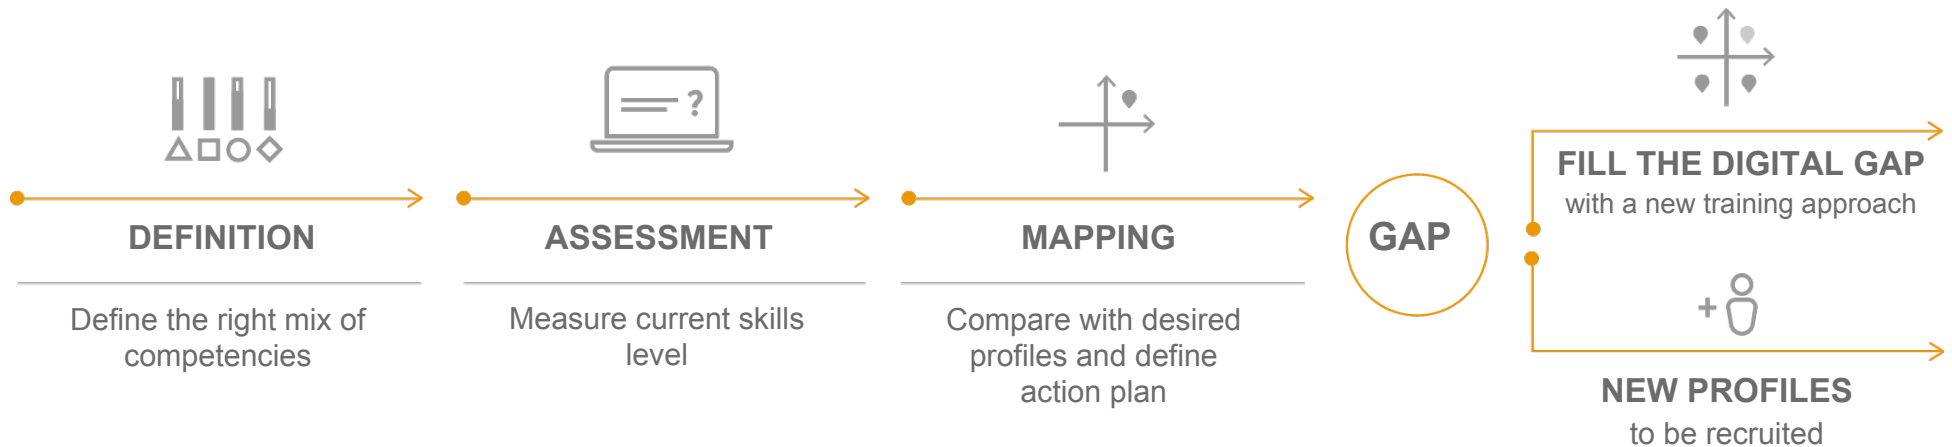 ?
DEFINITION
Define the right mix of
competencies
ASSESSMENT
Measure current skills
level
MAPPING
Compare with desired
profiles and define
action plan
GAP
FILL THE DIGITAL GAP
with a new training approach
+
NEW PROFILES
to be recruited